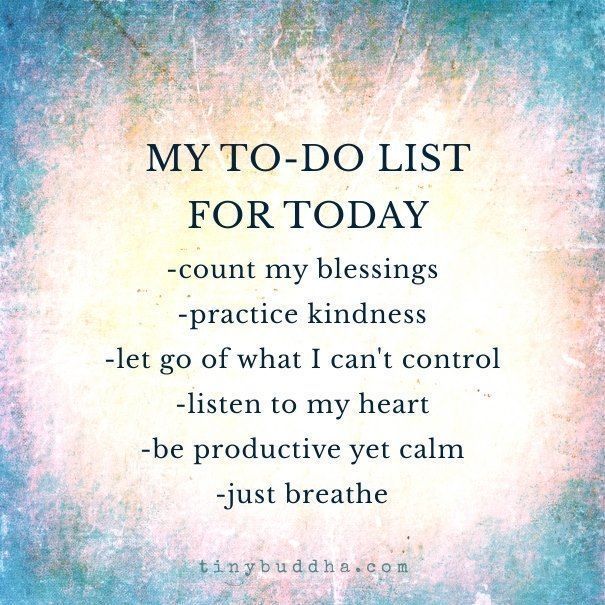 MY TO-DO LIST
FOR TODAY
-count my blessings
-practice kindness
-let go of what I can't control
-listen to my heart
-be productive yet calm
-just breathe
tinybuddha.com